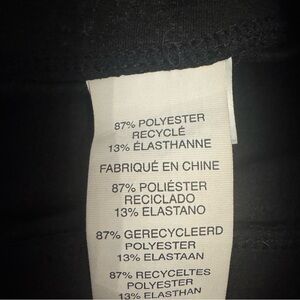 87% POLYESTER
RECYCLÉ
13% ÉLASTHANNE
FABRIQUÉ EN CHINE
87% POLIÉSTER
RECICLADO
13% ELASTANO
87% GERECYCLEERD
POLYESTER
13% ELASTAAN
87% RECYCELTES
POLYESTER
13% ELASTHAN